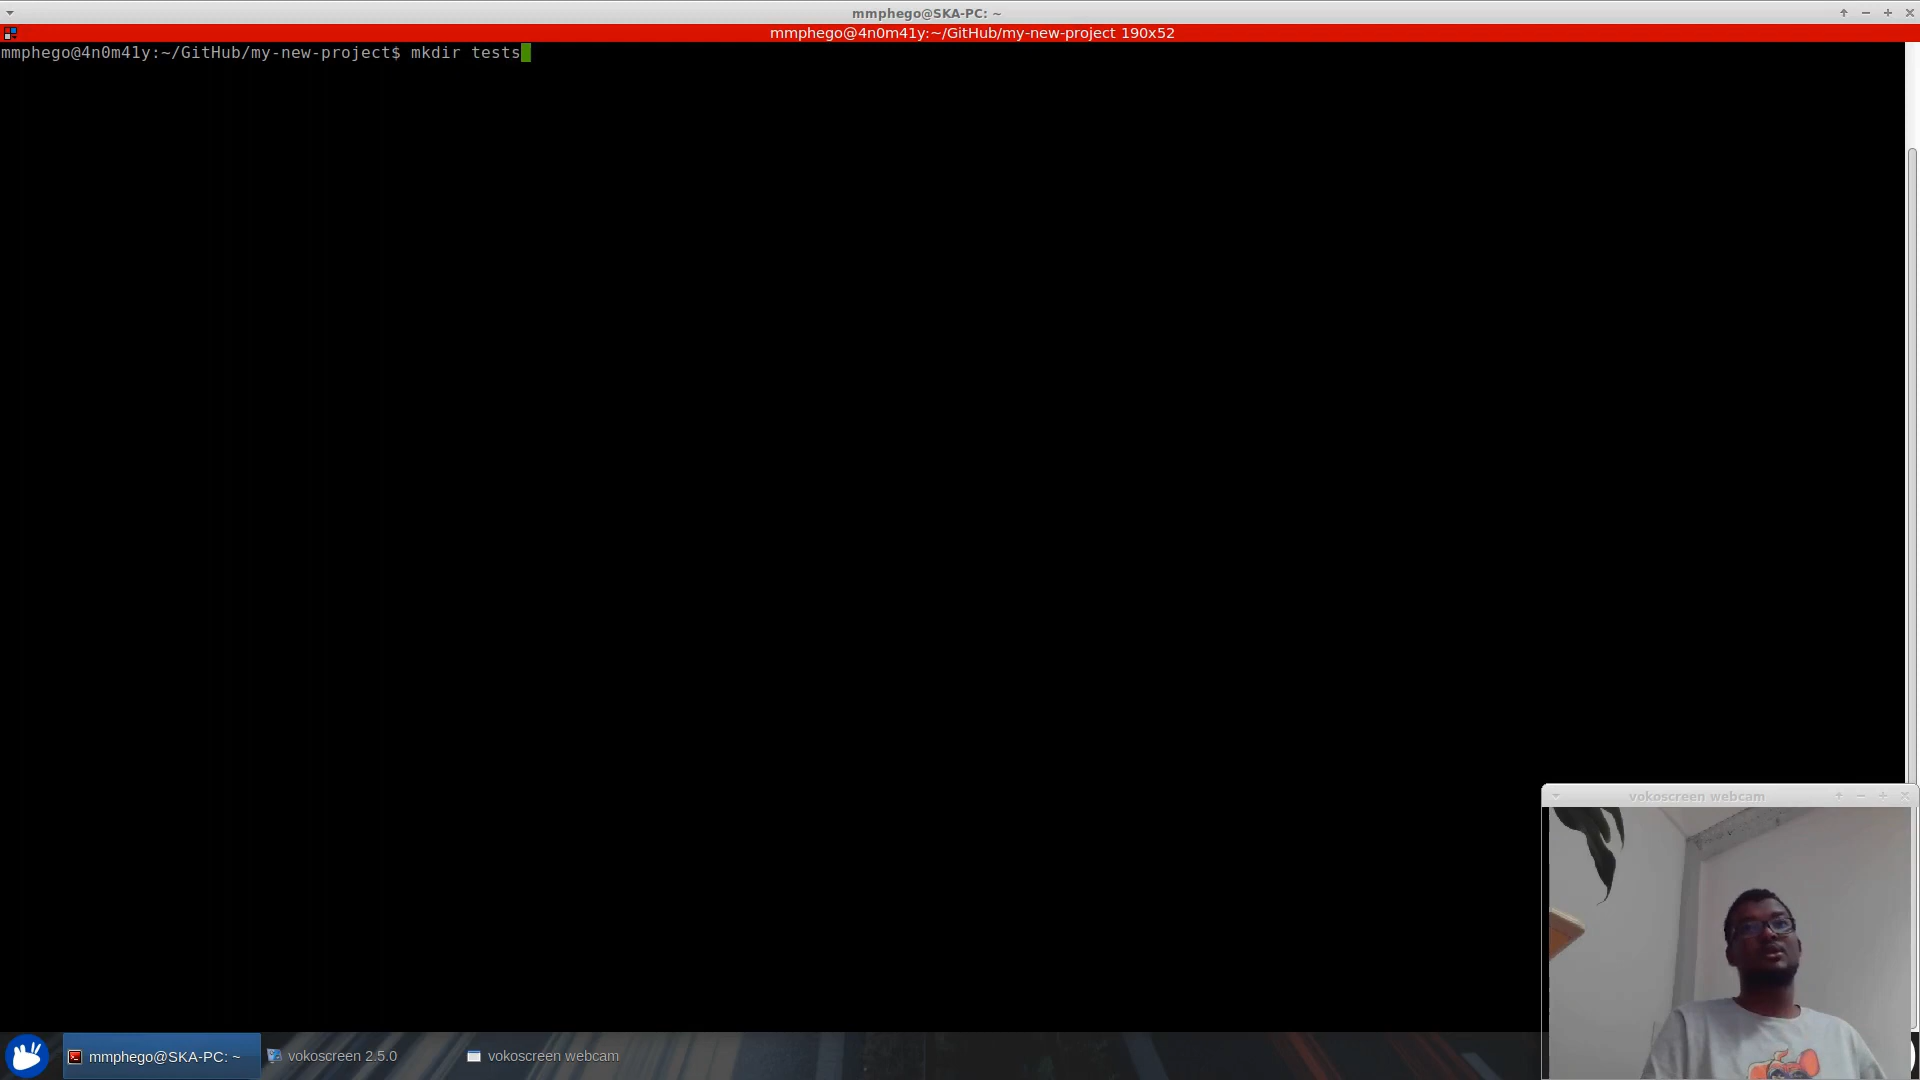 mmphego@SKA-PC: ~
mmphego@4n0m41y:~/GitHub/my-new-project 190x52
mmphego@4n0m41y:~/GitHub/my-new-project$ mkdir tests
vokoscreen webcam
mmphego@SKA-PC: ~
vokoscreen 2.5.0
vokoscreen webcam